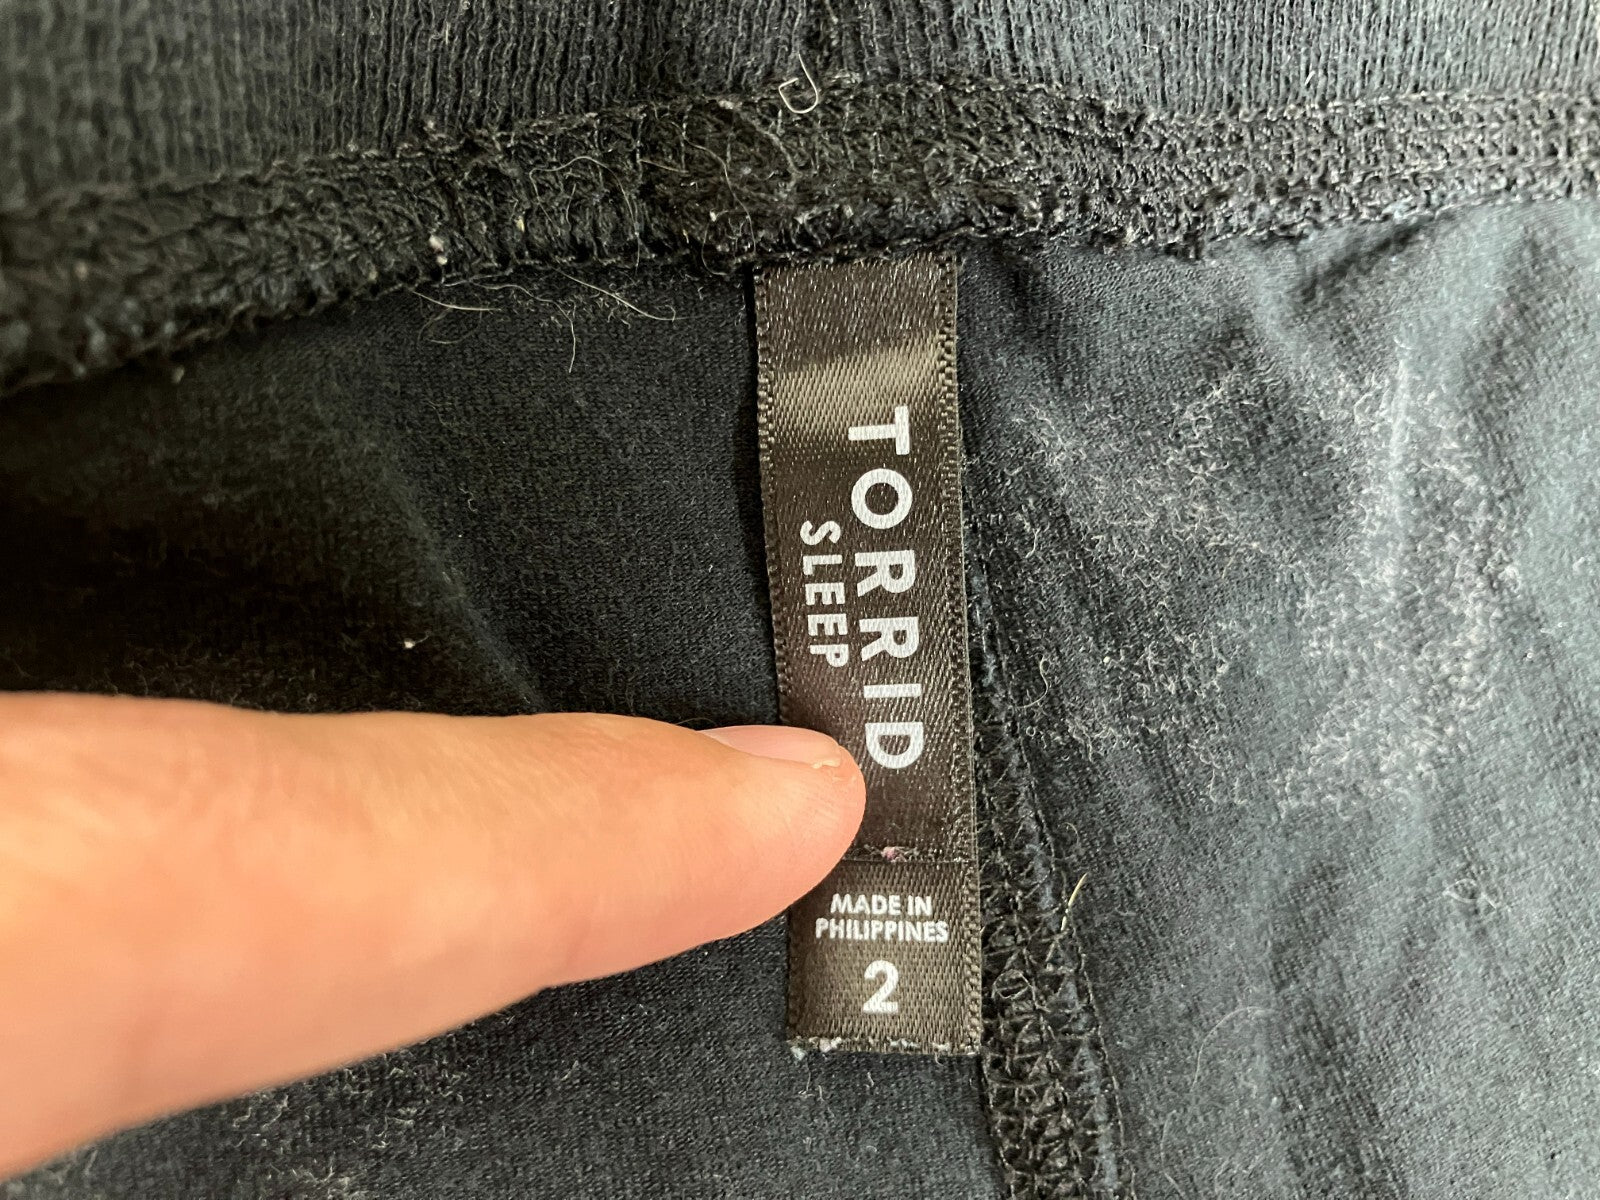 TORRID
SLEEP
MADE IN
PHILIPPINES
2